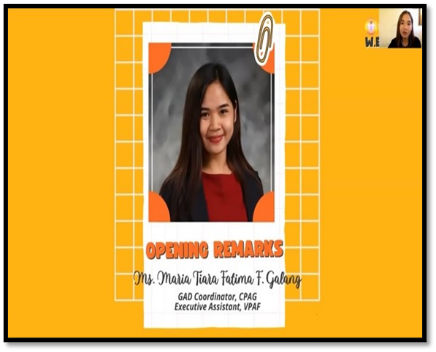 W.E
OPENING REMARKS
Ms. Maria Tiara Fatima F. Galang
GAD Coordinator, CPAG
Executive Assistant, VPAF